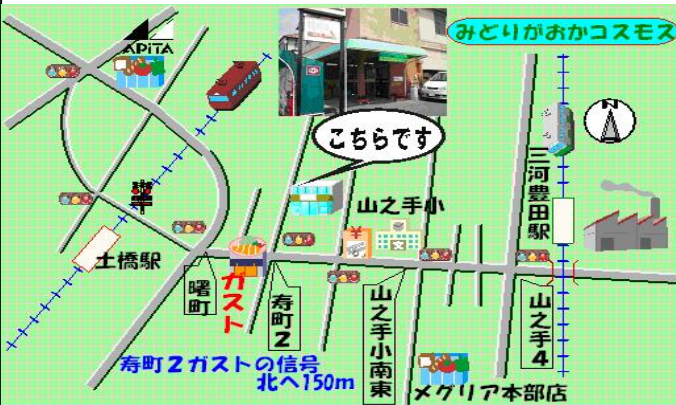 みどりがおかコスモス
APiTA
こちらです
三河豊田駅
N
山之手小
土橋駅
曙町
ガスト
寿町2
山之手小南東
山之手4
寿町2ガストの信号
北へ150m
メグリア本部店